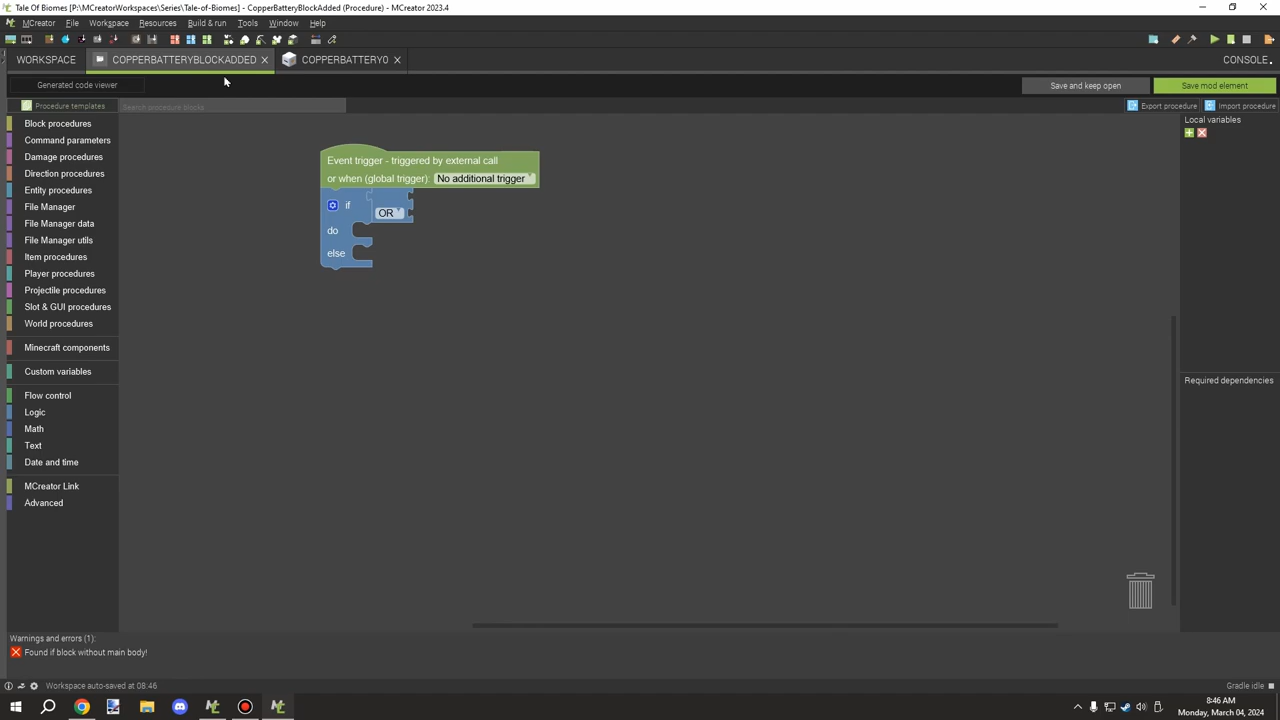 Tale Of Biomes [P:\MCreatorWorkspaces\Series\Tale-of-Biomes] - CopperBatteryBlockAdded (Procedure) - MCreator 2023.4
MCreator File Workspace Resources Build & run Tools Window Help
WORKSPACE COPPERBATTERYBLOCKADDED COPPERBATTERY0 CONSOLE
Generated code viewer Save and keep open Save mod element
Procedure templates Search procedure blocks Export procedure Import procedure
Block procedures
Command parameters
Damage procedures
Direction procedures
Entity procedures
File Manager
File Manager data
File Manager utils
Item procedures
Player procedures
Projectile procedures
Slot & GUI procedures
World procedures
Minecraft components
Custom variables
Flow control
Logic
Math
Text
Date and time
MCreator Link
Advanced
Event trigger - triggered by external call
or when (global trigger): No additional trigger
if
OR
do
else
Local variables
Required dependencies
Warnings and errors (1):
Found if block without main body!
Workspace auto-saved at 08:46 Gradle idle
8:46 AM
Monday, March 04, 2024